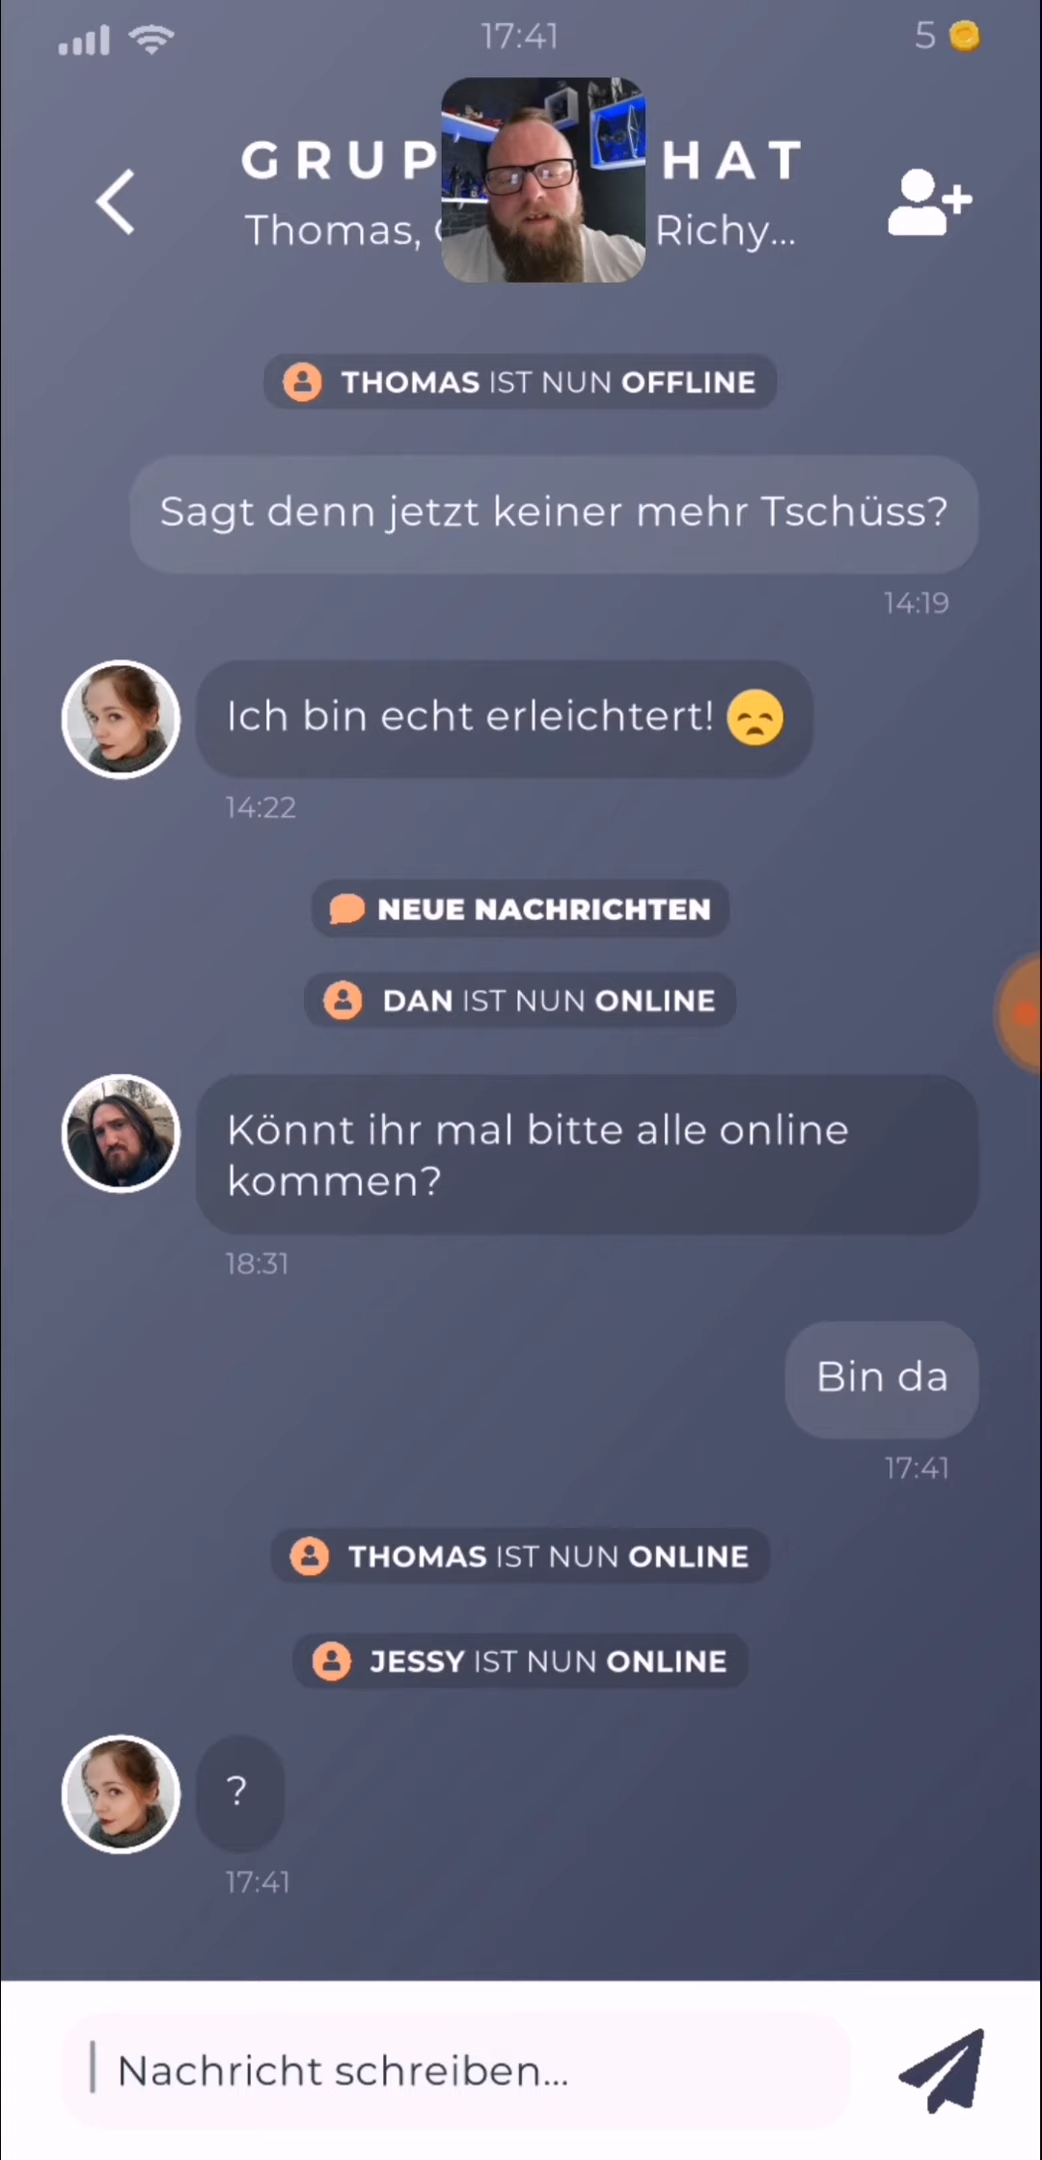 17:41
5
GRUP HAT
Thomas, Richy...
THOMAS IST NUN OFFLINE
Sagt denn jetzt keiner mehr Tschüss?
14:19
Ich bin echt erleichtert!
14:22
NEUE NACHRICHTEN
DAN IST NUN ONLINE
Könnt ihr mal bitte alle online
kommen?
18:31
Bin da
17:41
THOMAS IST NUN ONLINE
JESSY IST NUN ONLINE
?
17:41
Nachricht schreiben...